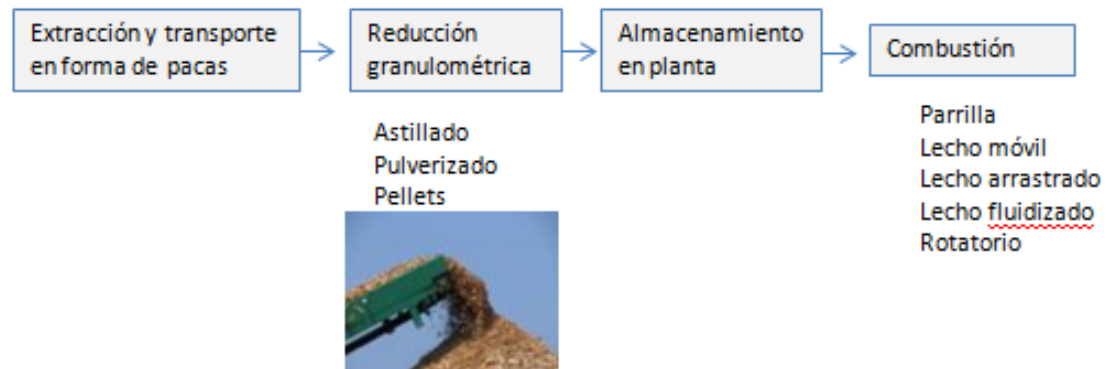 Extracción y transporte
en forma de pacas
Reducción
granulométrica
Almacenamiento
en planta
Combustión
Astillado
Pulverizado
Pellets
Parrilla
Lecho móvil
Lecho arrastrado
Lecho fluidizado
Rotatorio